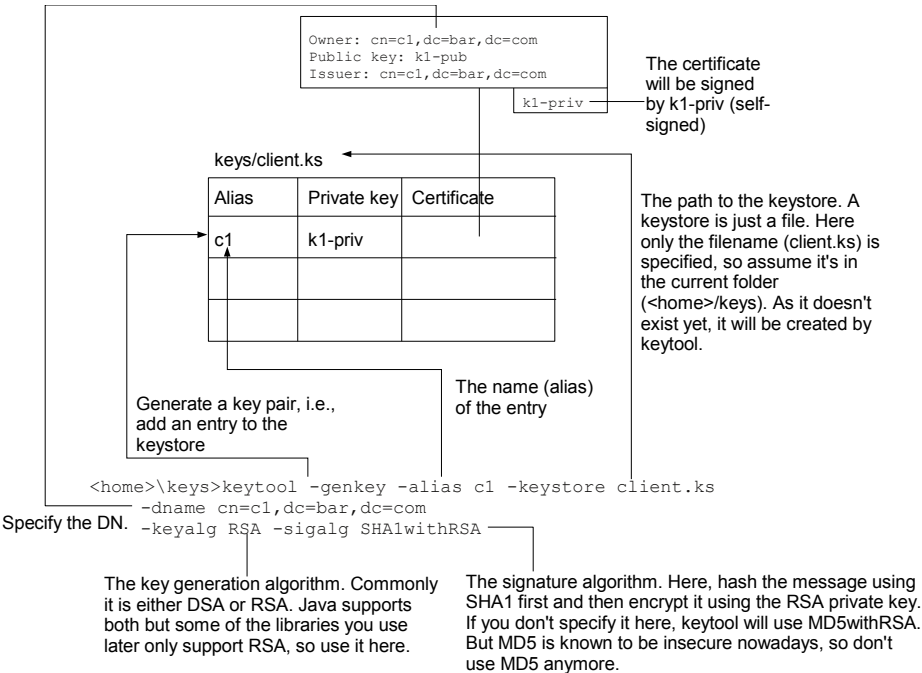 Owner: cn=c1,dc=bar,dc=com
Public key: k1-pub
Issuer: cn=c1,dc=bar,dc=com
k1-priv
The certificate
will be signed
by k1-priv (self-
signed)
keys/client.ks
Alias Private key Certificate
c1 k1-priv
The path to the keystore. A
keystore is just a file. Here
only the filename (client.ks) is
specified, so assume it's in
the current folder
(<home>/keys). As it doesn't
exist yet, it will be created by
keytool.
The name (alias)
of the entry
Generate a key pair, i.e.,
add an entry to the
keystore
<home>\keys>keytool -genkey -alias c1 -keystore client.ks
-dname cn=c1,dc=bar,dc=com
Specify the DN.
-keyalg RSA -sigalg SHA1withRSA
The key generation algorithm. Commonly
it is either DSA or RSA. Java supports
both but some of the libraries you use
later only support RSA, so use it here.
The signature algorithm. Here, hash the message using
SHA1 first and then encrypt it using the RSA private key.
If you don't specify it here, keytool will use MD5withRSA.
But MD5 is known to be insecure nowadays, so don't
use MD5 anymore.